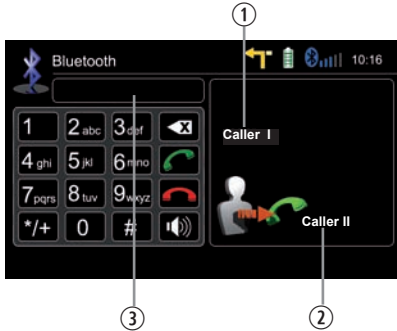 ①
Bluetooth
10:16
1 2 abc 3 def
Caller I
4 ghi 5 jkl 6 mno
7 pqrs 8 tuv 9 wxyz
Caller II
*/+ 0 #
③ ②